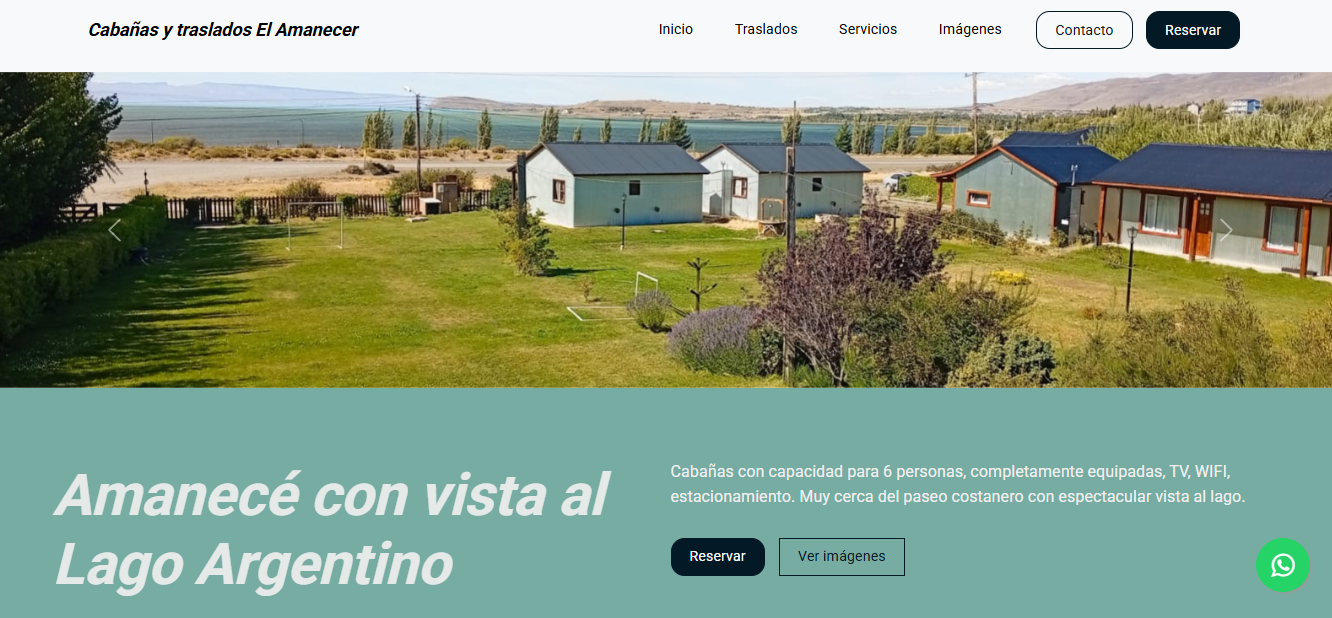 Cabañas y traslados El Amanecer
Inicio
Traslados
Servicios
Imágenes
Contacto
Reservar
Amanecé con vista al
Lago Argentino
Cabañas con capacidad para 6 personas, completamente equipadas, TV, WIFI,
estacionamiento. Muy cerca del paseo costanero con espectacular vista al lago.
Reservar
Ver imágenes